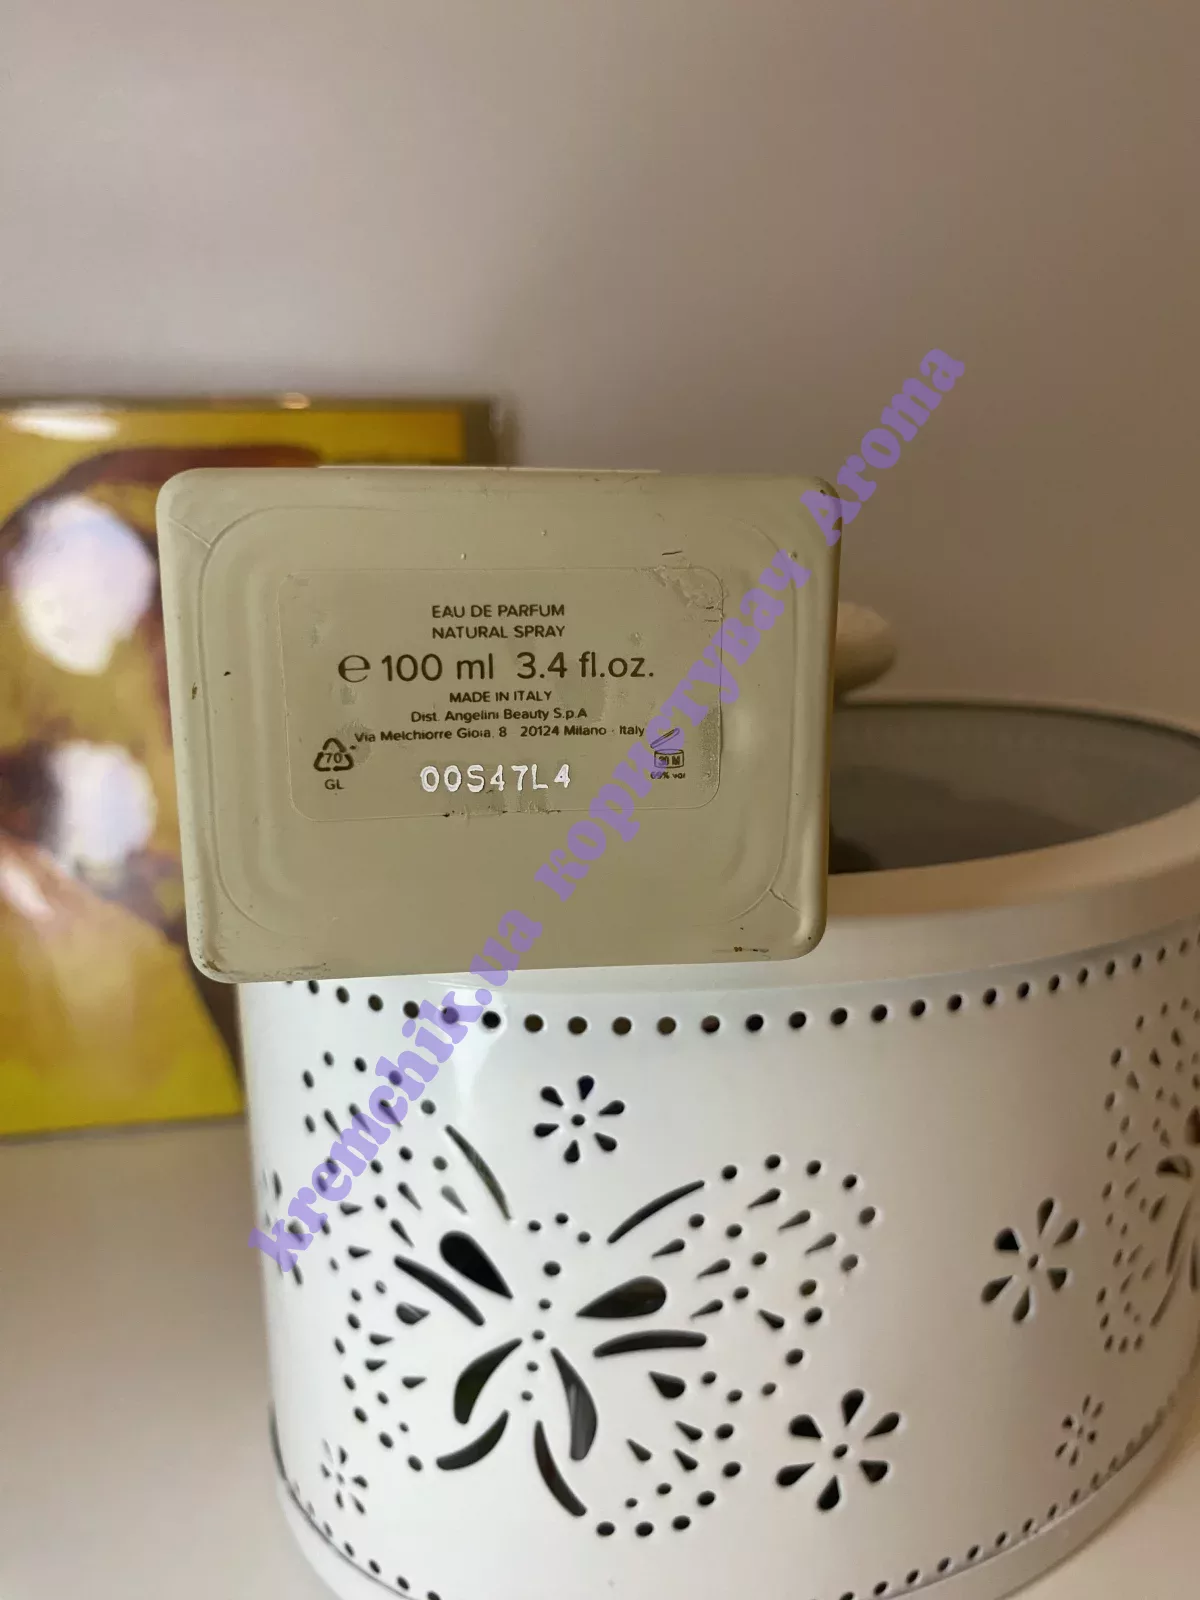 EAU DE PARFUM
NATURAL SPRAY
℮ 100 ml 3.4 fl.oz.
MADE IN ITALY
Dist. Angelini Beauty S.p.A
Via Melchiorre Gioia, 8 20124 Milano - Italy
70
GL
00S47L4
30 M
kremchik.ua користувач Aroma